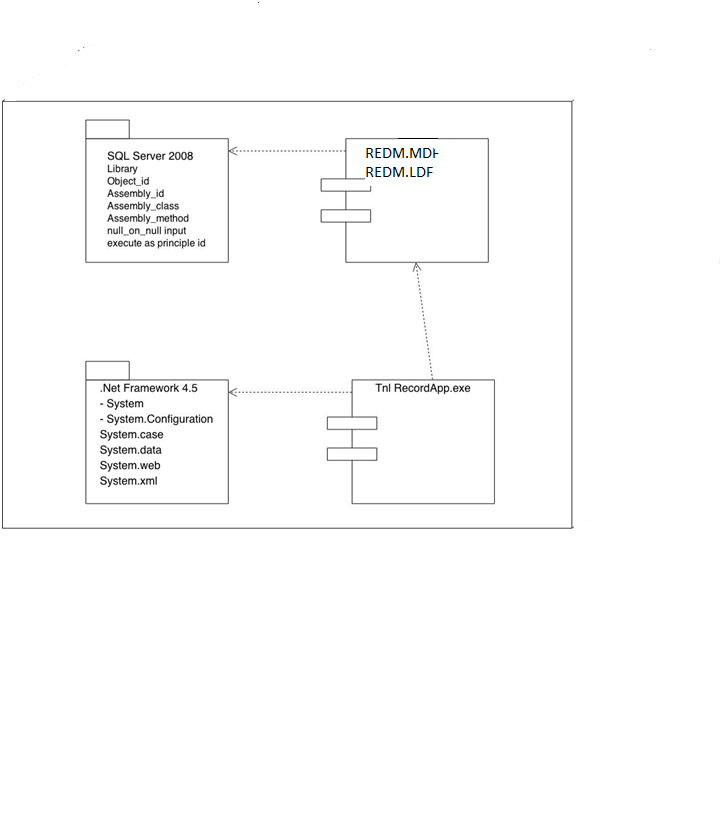 SQL Server 2008
Library
Object_id
Assembly_id
Assembly_class
Assembly_method
null_on_null input
execute as principle id
REDM.MDF
REDM.LDF
.Net Framework 4.5
- System
- System.Configuration
System.case
System.data
System.web
System.xml
Tnl RecordApp.exe